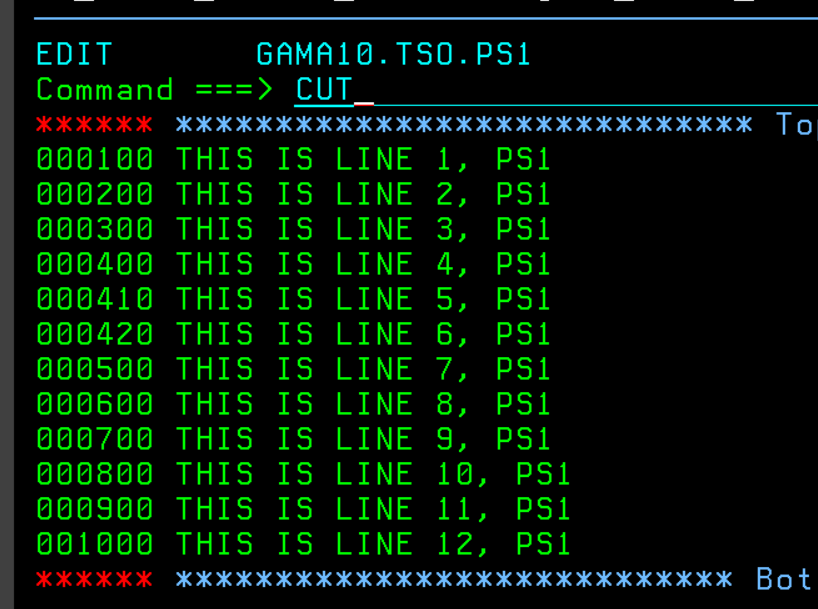 EDIT GAMA10.TSO.PS1
Command ===> CUT_
****** ***************************** Top
000100 THIS IS LINE 1, PS1
000200 THIS IS LINE 2, PS1
000300 THIS IS LINE 3, PS1
000400 THIS IS LINE 4, PS1
000410 THIS IS LINE 5, PS1
000420 THIS IS LINE 6, PS1
000500 THIS IS LINE 7, PS1
000600 THIS IS LINE 8, PS1
000700 THIS IS LINE 9, PS1
000800 THIS IS LINE 10, PS1
000900 THIS IS LINE 11, PS1
001000 THIS IS LINE 12, PS1
****** **************************** Bot